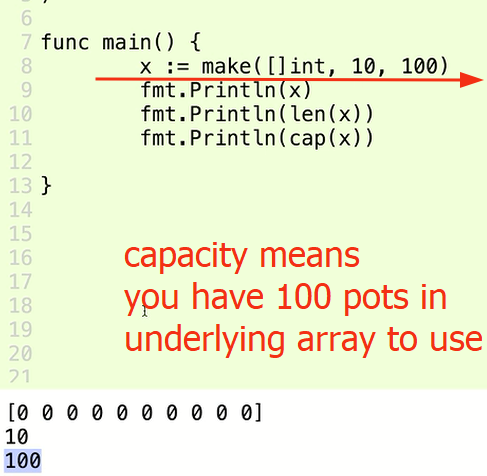 6
7 func main() {
8 x := make([]int, 10, 100)
9 fmt.Println(x)
10 fmt.Println(len(x))
11 fmt.Println(cap(x))
12
13 }
14
15
16 capacity means
17
18 you have 100 pots in
19
20 underlying array to use
21
[0 0 0 0 0 0 0 0 0 0]
10
100